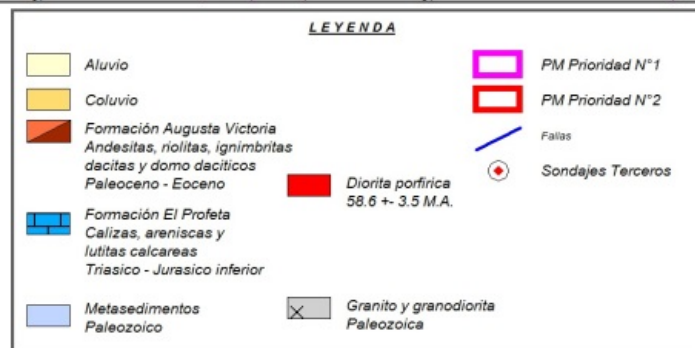 LEYENDA
Aluvio
Coluvio
Formación Augusta Victoria
Andesitas, riolitas, ignimbritas
dacitas y domo daciticos
Paleoceno - Eoceno
Formación El Profeta
Calizas, areniscas y
lutitas calcareas
Triasico - Jurasico inferior
Metasedimentos
Paleozoico
Diorita porfirica
58.6 +- 3.5 M.A.
Granito y granodiorita
Paleozoica
PM Prioridad N°1
PM Prioridad N°2
Fallas
Sondajes Terceros